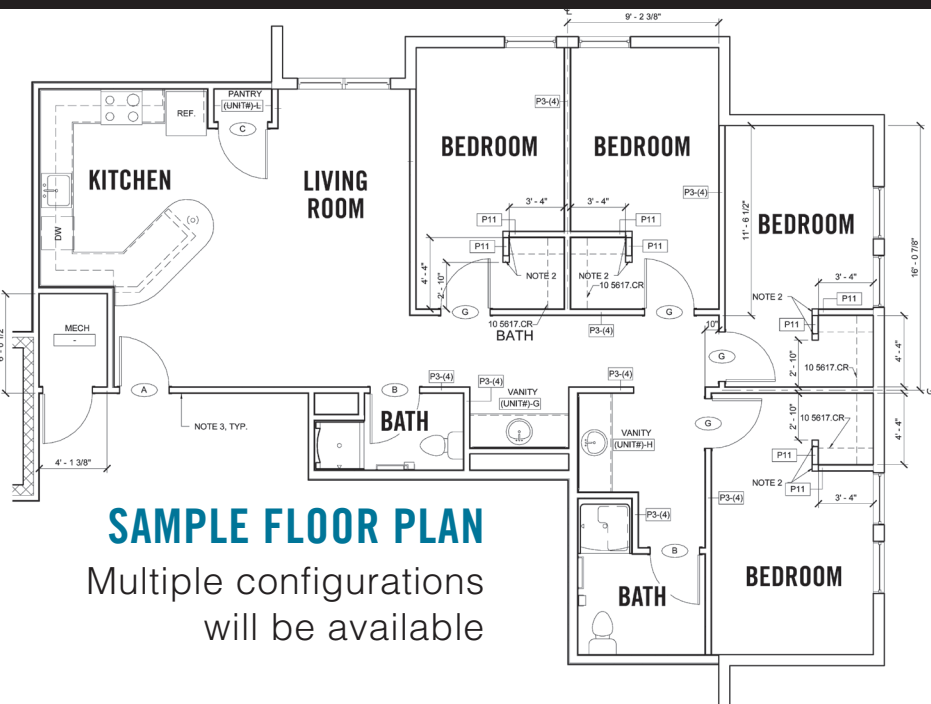 9' - 2 3/8"
PANTRY
(UNIT#)-L
C
REF.
P3-(4)
BEDROOM
BEDROOM
KITCHEN
LIVING
ROOM
P3-(4)
BEDROOM
11' - 6 1/2"
16' - 0 7/8"
3' - 4"
3' - 4"
P11
P11
P11
P11
DW
4' - 4"
2' - 10"
NOTE 2
NOTE 2
10 5617.CR
3' - 4"
NOTE 2
P11
P11
G
G
10 5617.CR
BATH
P3-(4)
10"
MECH
-
G
4' - 4"
2' - 10"
10 5617.CR
A
B
P3-(4)
P3-(4)
P3-(4)
VANITY
(UNIT#)-G
BATH
NOTE 3, TYP.
VANITY
(UNIT#)-H
G
2' - 10"
10 5617.CR
4' - 4"
P11
NOTE 2
P11
3' - 4"
4' - 1 3/8"
P3-(4)
P3-(4)
B
BATH
BEDROOM
SAMPLE FLOOR PLAN
Multiple configurations
will be available